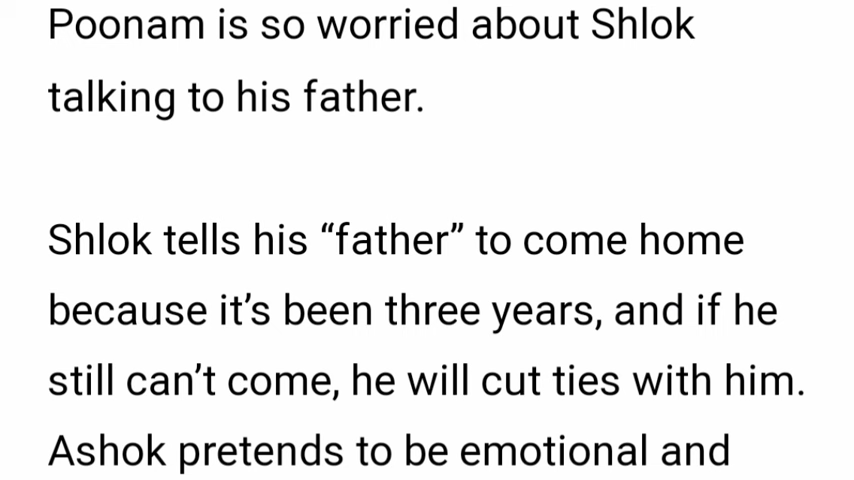 Poonam is so worried about Shlok
talking to his father.
Shlok tells his “father” to come home
because it’s been three years, and if he
still can’t come, he will cut ties with him.
Ashok pretends to be emotional and